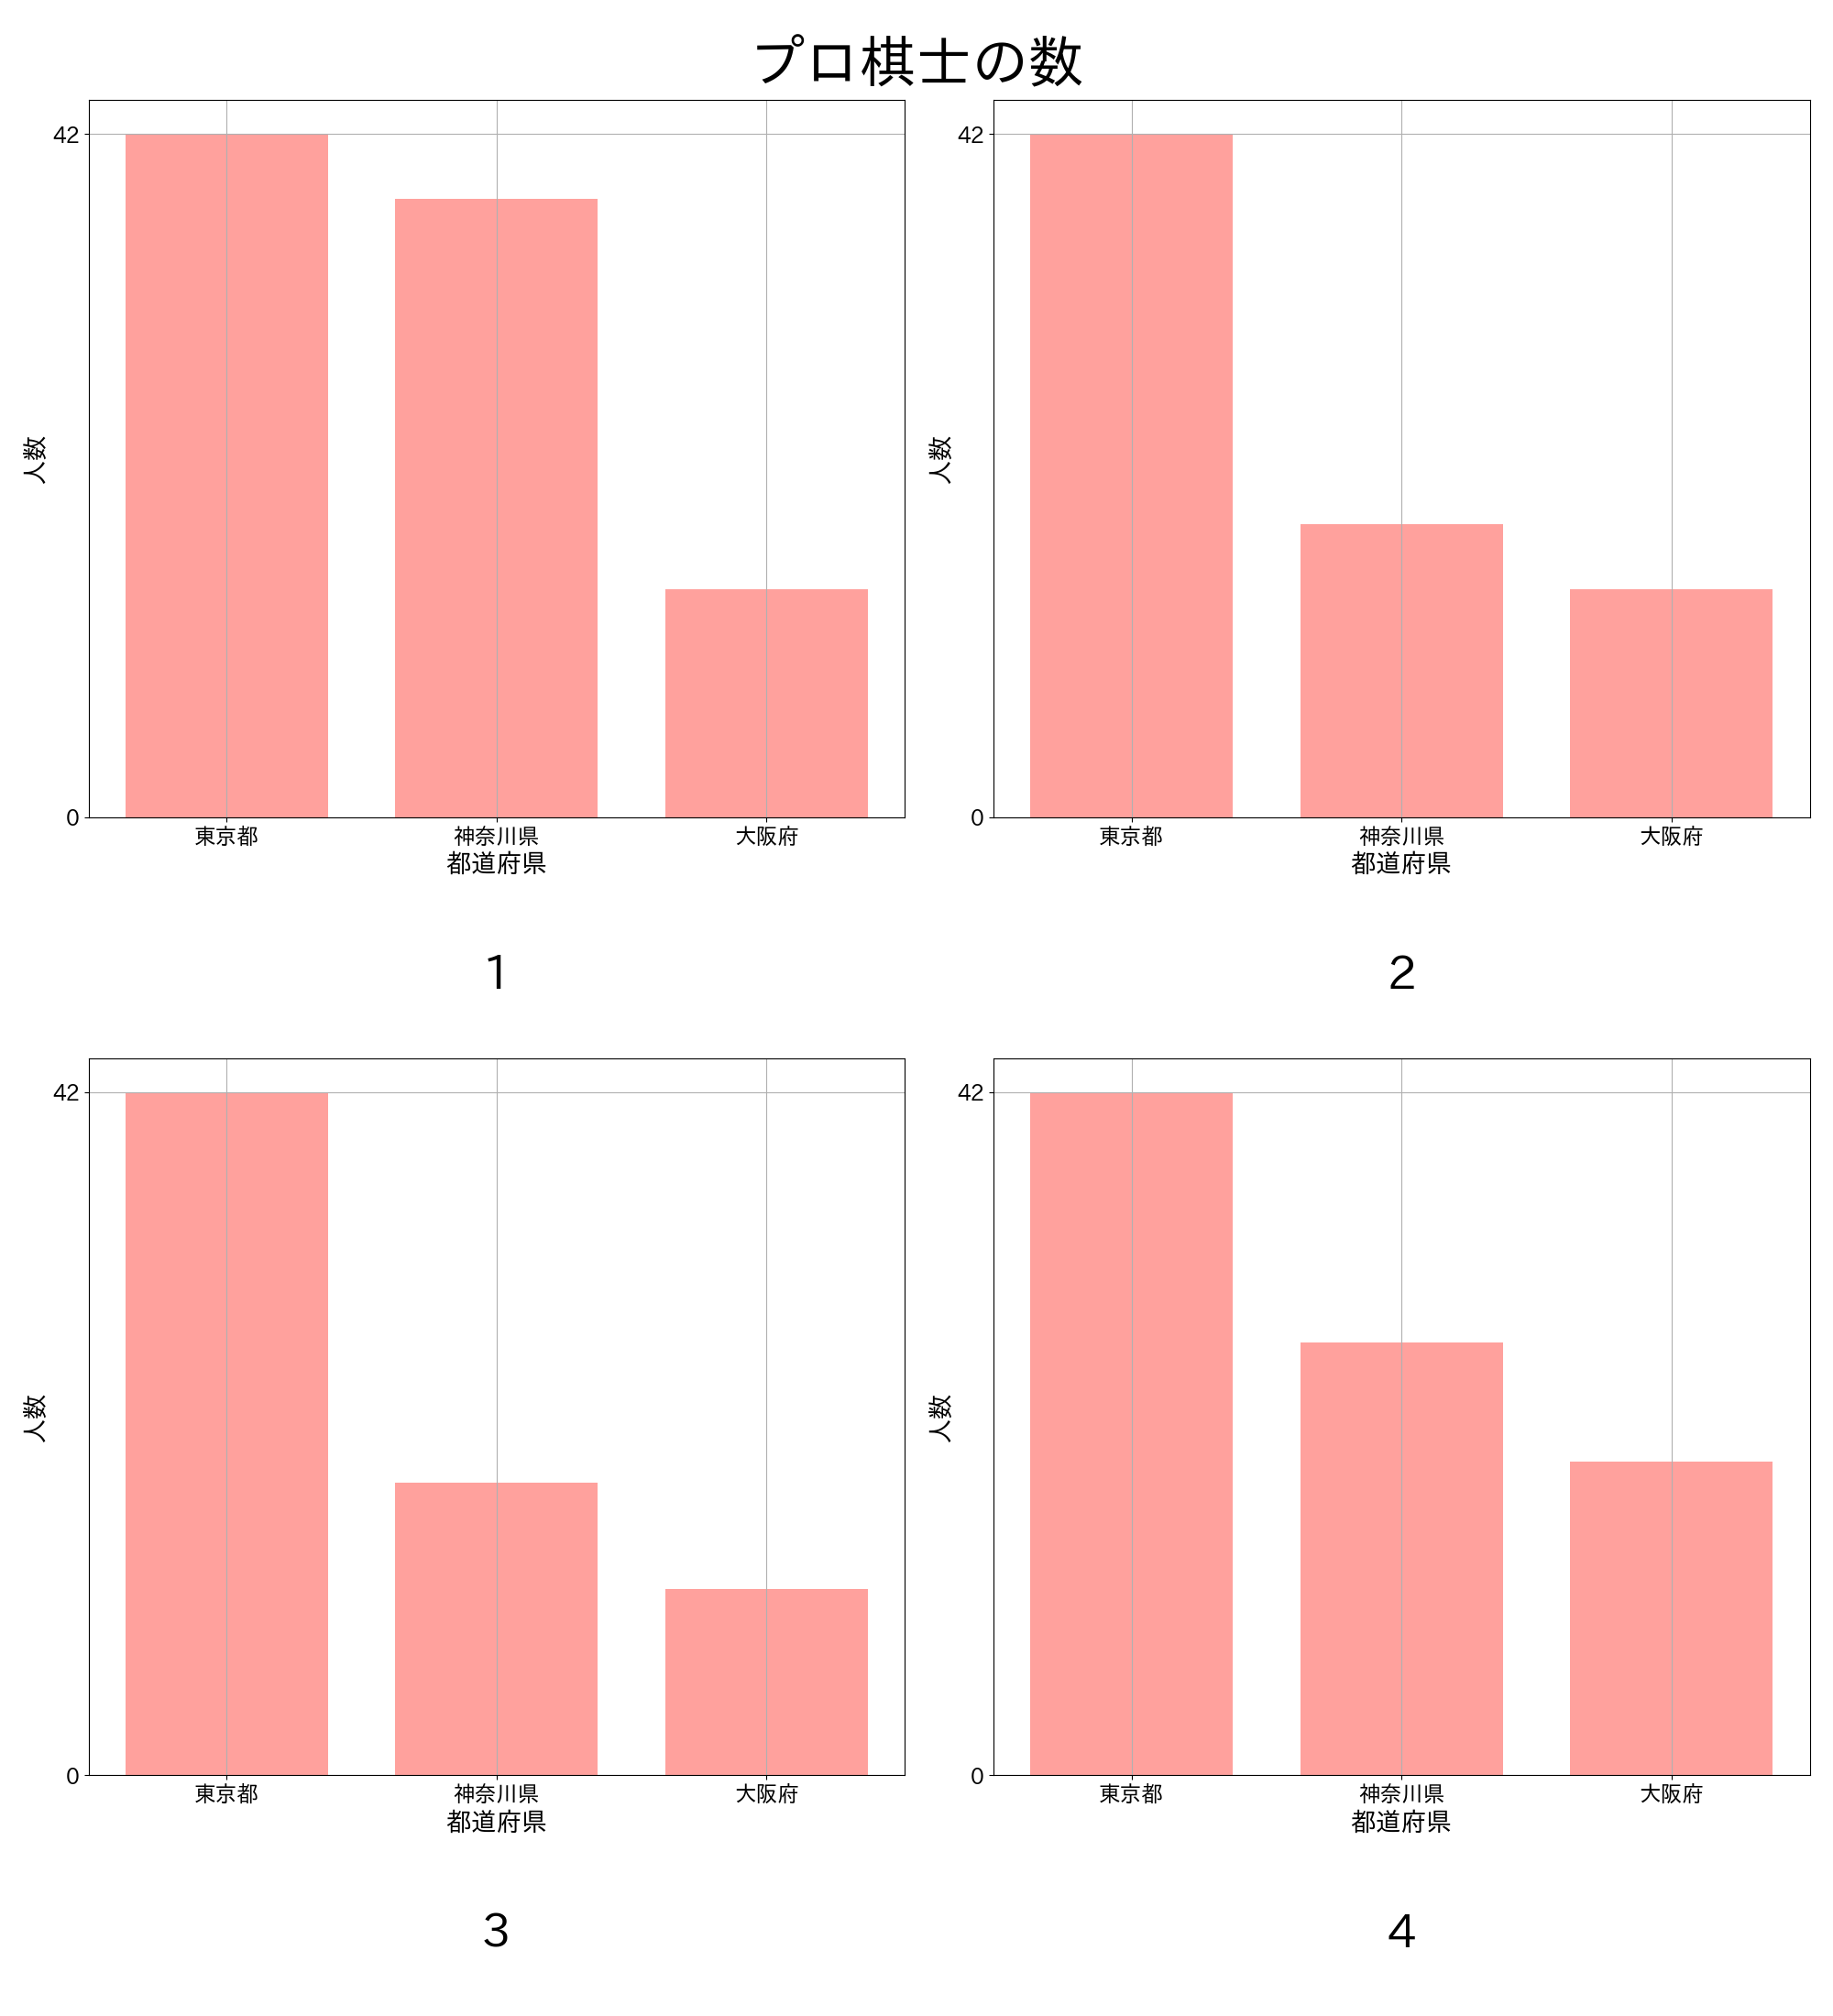 プロ棋士の数
42
人数
0
東京都 神奈川県 大阪府
都道府県
1
42
人数
0
東京都 神奈川県 大阪府
都道府県
2
42
人数
0
東京都 神奈川県 大阪府
都道府県
3
42
人数
0
東京都 神奈川県 大阪府
都道府県
4